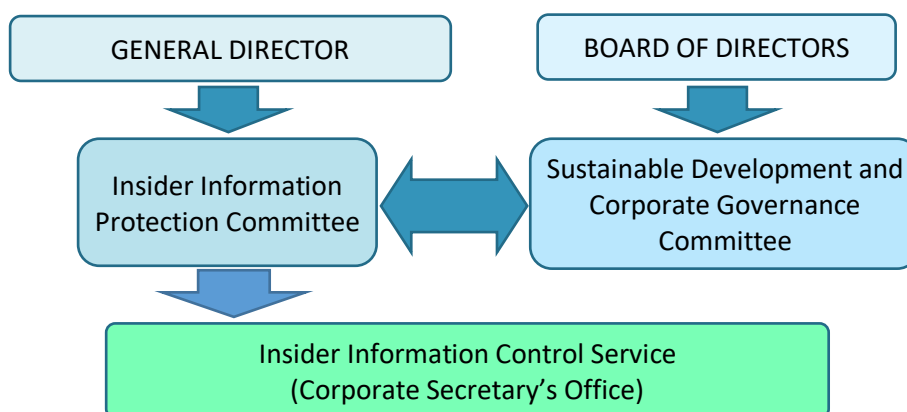 GENERAL DIRECTOR
BOARD OF DIRECTORS
Insider Information
Protection Committee
Sustainable Development and
Corporate Governance
Committee
Insider Information Control Service
(Corporate Secretary’s Office)